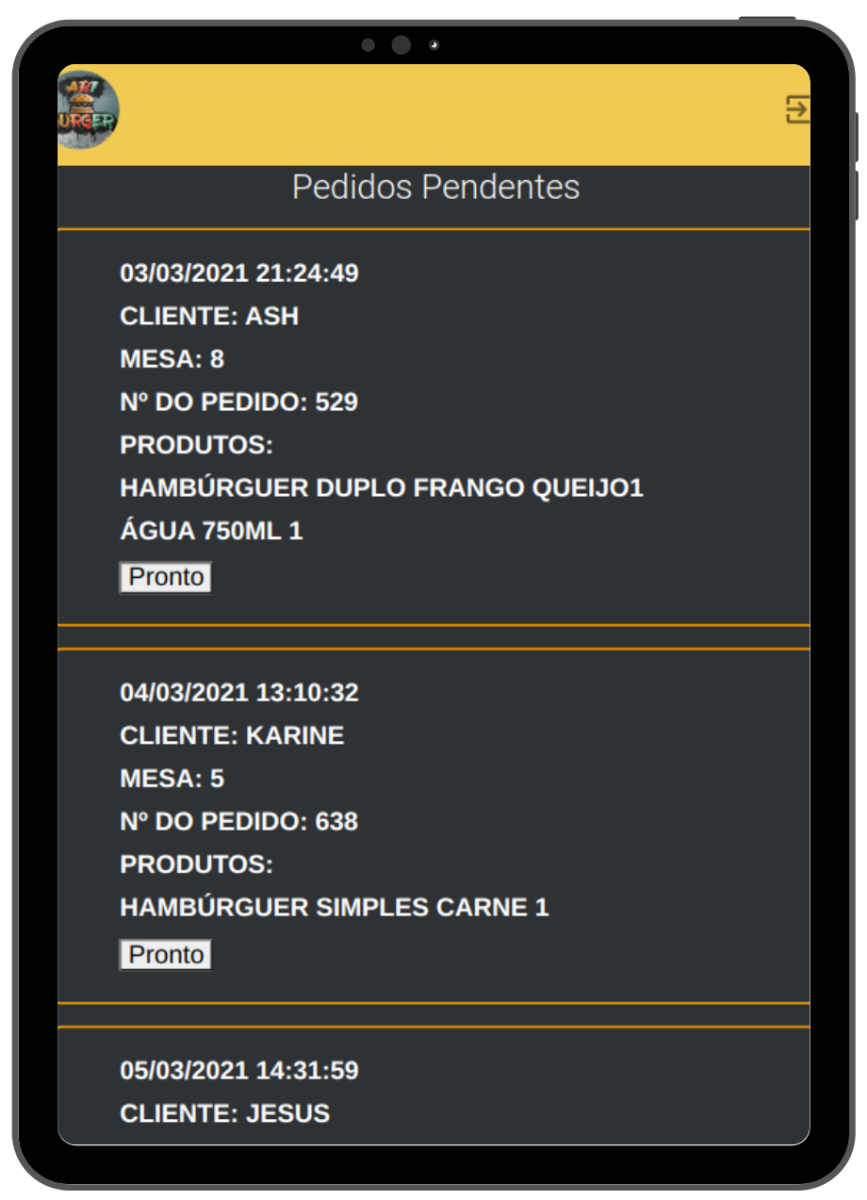 ART
BURGER
Pedidos Pendentes
03/03/2021 21:24:49
CLIENTE: ASH
MESA: 8
Nº DO PEDIDO: 529
PRODUTOS:
HAMBÚRGUER DUPLO FRANGO QUEIJO1
ÁGUA 750ML 1
Pronto
04/03/2021 13:10:32
CLIENTE: KARINE
MESA: 5
Nº DO PEDIDO: 638
PRODUTOS:
HAMBÚRGUER SIMPLES CARNE 1
Pronto
05/03/2021 14:31:59
CLIENTE: JESUS